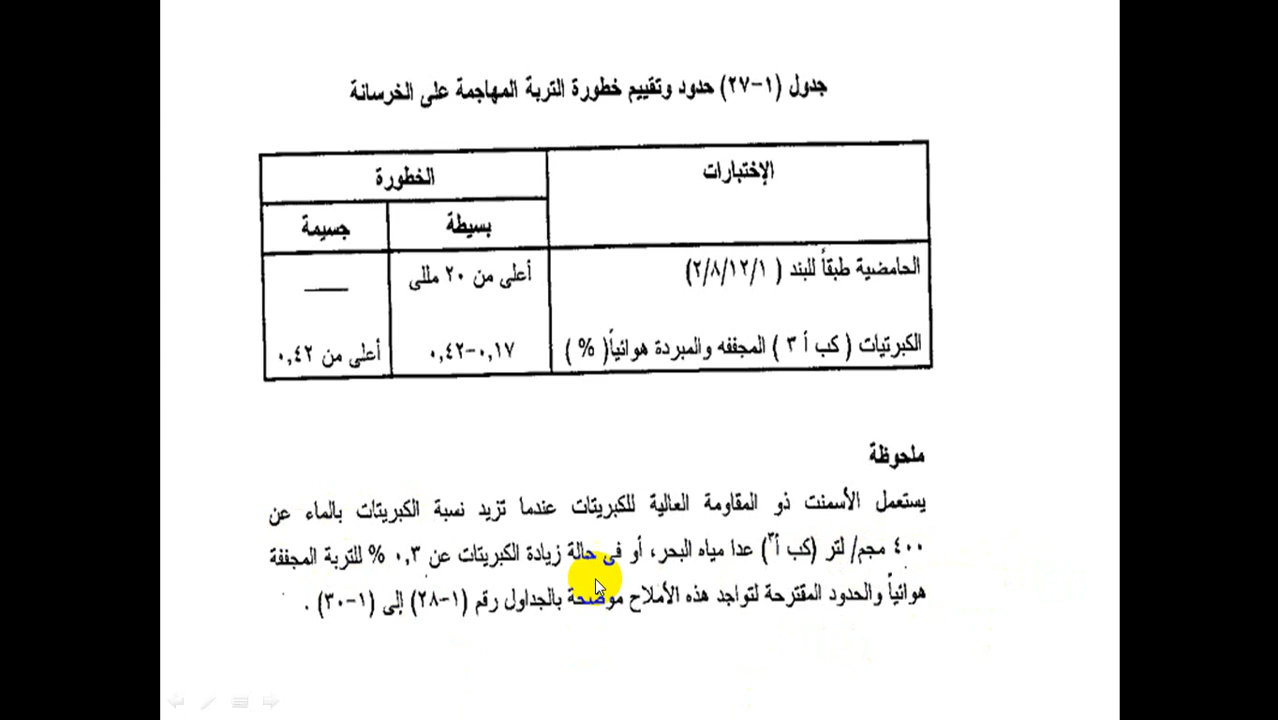 جدول (١-٢٧) حدود وتقييم خطورة التربة المهاجمة على الخرسانة
الإختبارات
الخطورة
بسيطة
جسيمة
الحامضية طبقاً للبند ( ٢/٨/١٢/١)
أعلى من ٢٠ مللى
الكبرتيات ( كب أ ٣ ) المجففه والمبردة هوائياً( % )
٠,١٧-٠,٤٢
أعلى من ٠,٤٢
ملحوظة
يستعمل الأسمنت ذو المقاومة العالية للكبريتات عندما تزيد نسبة الكبريتات بالماء عن
٤٠٠ مجم/ لتر (كب أ٣) عدا مياه البحر، أو فى حالة زيادة الكبريتات عن ٠,٣ % للتربة المجففة
هوائياً والحدود المقترحة لتواجد هذه الأملاح موضحة بالجداول رقم (١-٢٨) إلى (١-٣٠) .